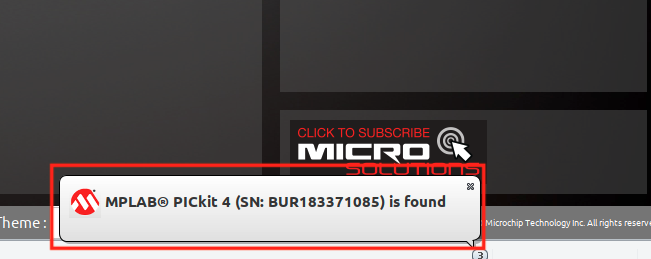 CLICK TO SUBSCRIBE
MICRO
SOLUTIONS
MPLAB® PICkit 4 (SN: BUR183371085) is found
Theme :
Microchip Technology Inc. All rights reserve
3